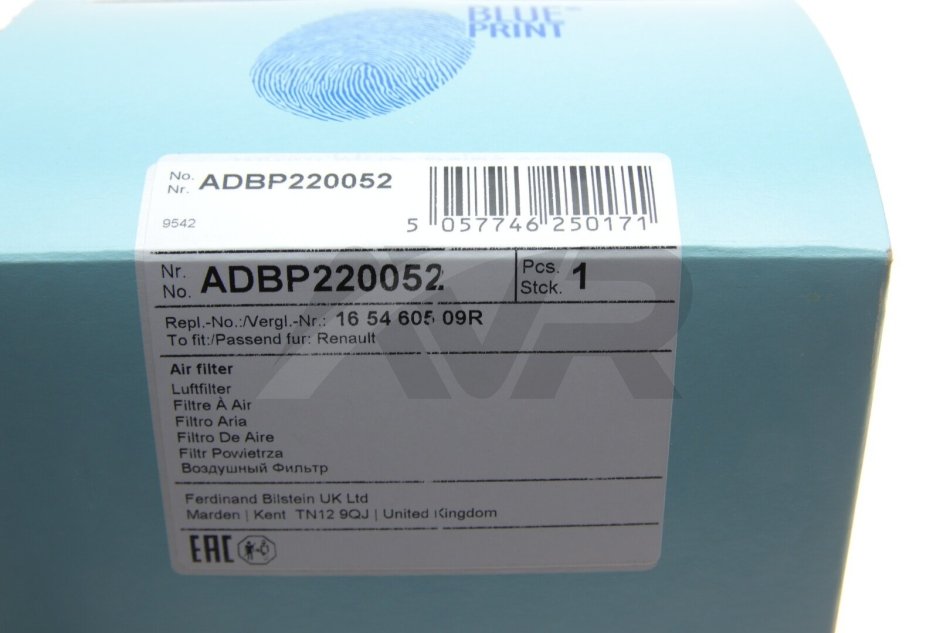 BLUE
PRINT
No.
Nr. ADBP220052
9542
5 057746 250171
Nr.
No. ADBP220052
Pcs.
Stck. 1
Repl.-No.:/Vergl.-Nr.: 16 54 605 09R
To fit:/Passend fur: Renault
Air filter
Luftfilter
Filtre À Air
Filtro Aria
Filtro De Aire
Filtr Powietrza
Воздушный Фильтр
Ferdinand Bilstein UK Ltd
Marden | Kent TN12 9QJ | United Kingdom
EAC
AVR